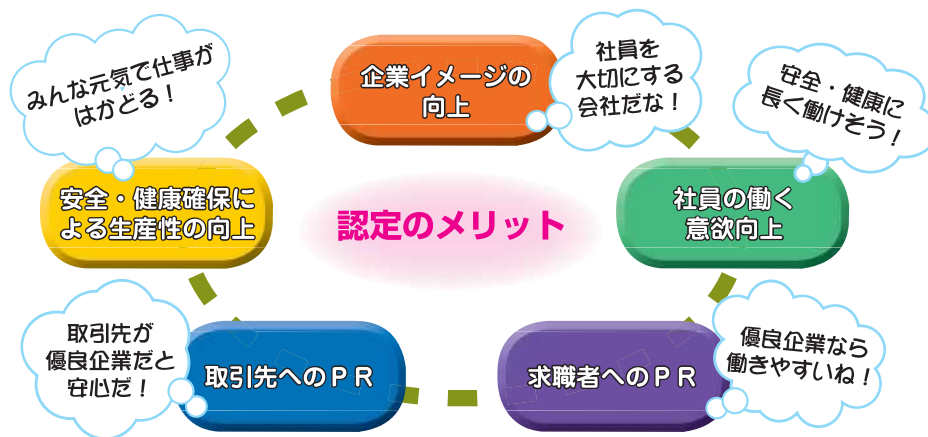 みんな元気で仕事が
はかどる！
企業イメージの
向上
社員を
大切にする
会社だな！
安全・健康に
長く働けそう！
安全・健康確保に
よる生産性の向上
認定のメリット
社員の働く
意欲向上
取引先が
優良企業だと
安心だ！
取引先へのＰＲ
求職者へのＰＲ
優良企業なら
働きやすいね！